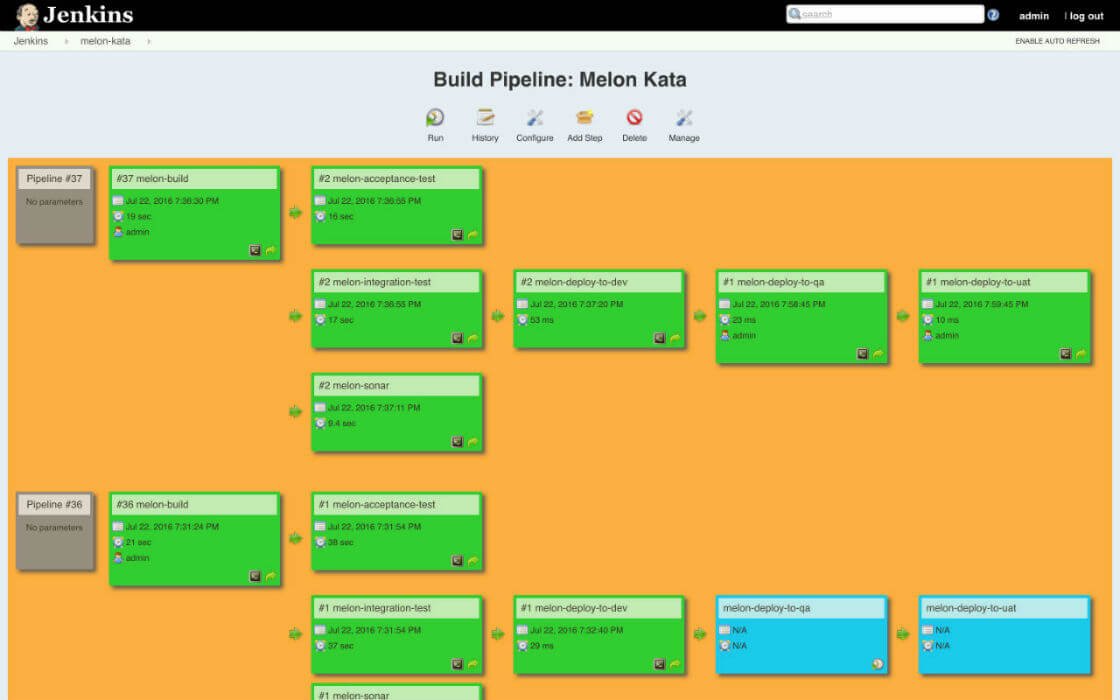 Jenkins
search
?
admin
| log out
Jenkins
melon-kata
ENABLE AUTO REFRESH
Build Pipeline: Melon Kata
Run
History
Configure
Add Step
Delete
Manage
Pipeline #37
No parameters
#37 melon-build
Jul 22, 2016 7:36:30 PM
19 sec
admin
#2 melon-acceptance-test
Jul 22, 2016 7:36:55 PM
16 sec
#2 melon-integration-test
Jul 22, 2016 7:36:55 PM
17 sec
#2 melon-deploy-to-dev
Jul 22, 2016 7:37:20 PM
53 ms
#1 melon-deploy-to-qa
Jul 22, 2016 7:58:45 PM
23 ms
admin
#1 melon-deploy-to-uat
Jul 22, 2016 7:59:45 PM
10 ms
admin
#2 melon-sonar
Jul 22, 2016 7:37:11 PM
9.4 sec
Pipeline #36
No parameters
#36 melon-build
Jul 22, 2016 7:31:24 PM
21 sec
admin
#1 melon-acceptance-test
Jul 22, 2016 7:31:54 PM
38 sec
#1 melon-integration-test
Jul 22, 2016 7:31:54 PM
37 sec
#1 melon-deploy-to-dev
Jul 22, 2016 7:32:40 PM
29 ms
melon-deploy-to-qa
N/A
N/A
melon-deploy-to-uat
N/A
N/A
#1 melon-sonar